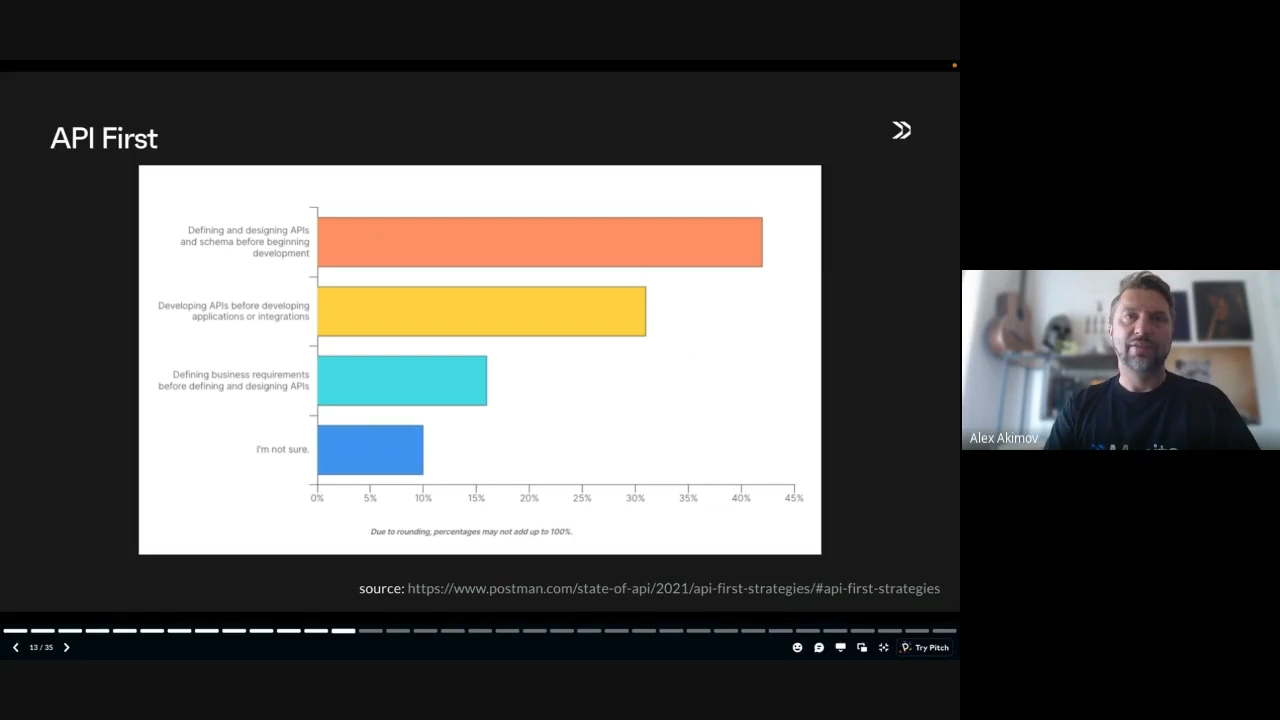 API First
Defining and designing APIs
and schema before beginning
development
Developing APIs before developing
applications or integrations
Defining business requirements
before defining and designing APIs
I'm not sure.
0% 5% 10% 15% 20% 25% 30% 35% 40% 45%
Due to rounding, percentages may not add up to 100%.
source: https://www.postman.com/state-of-api/2021/api-first-strategies/#api-first-strategies
13 / 35
Try Pitch
Alex Akimov